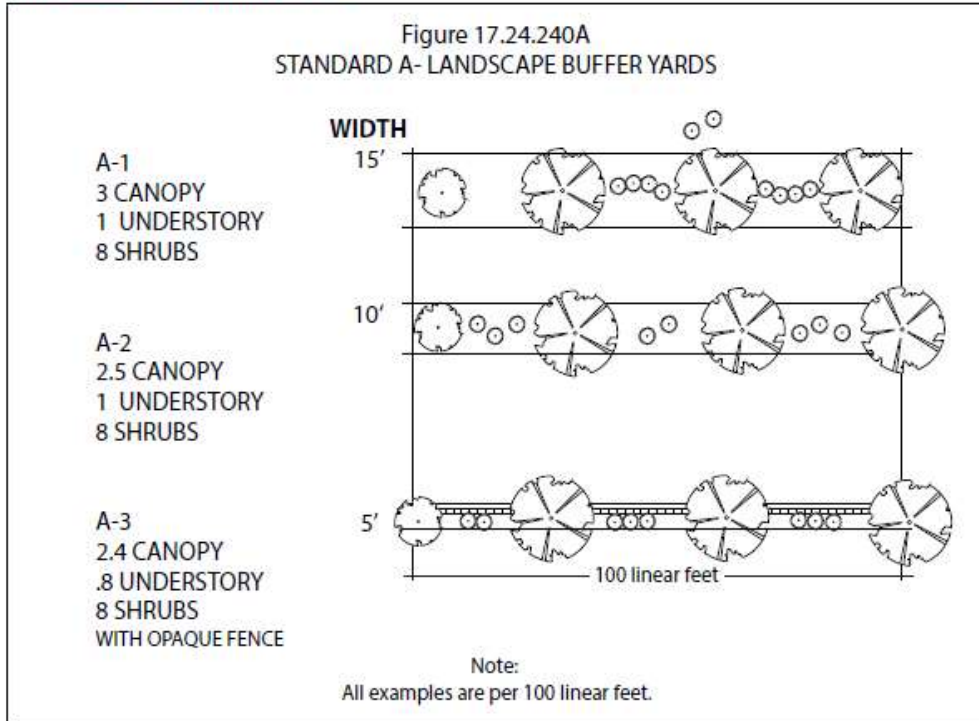 Figure 17.24.240A
STANDARD A- LANDSCAPE BUFFER YARDS
WIDTH
15'
A-1
3 CANOPY
1 UNDERSTORY
8 SHRUBS
10'
A-2
2.5 CANOPY
1 UNDERSTORY
8 SHRUBS
5'
A-3
2.4 CANOPY
.8 UNDERSTORY
8 SHRUBS
WITH OPAQUE FENCE
100 linear feet
Note:
All examples are per 100 linear feet.